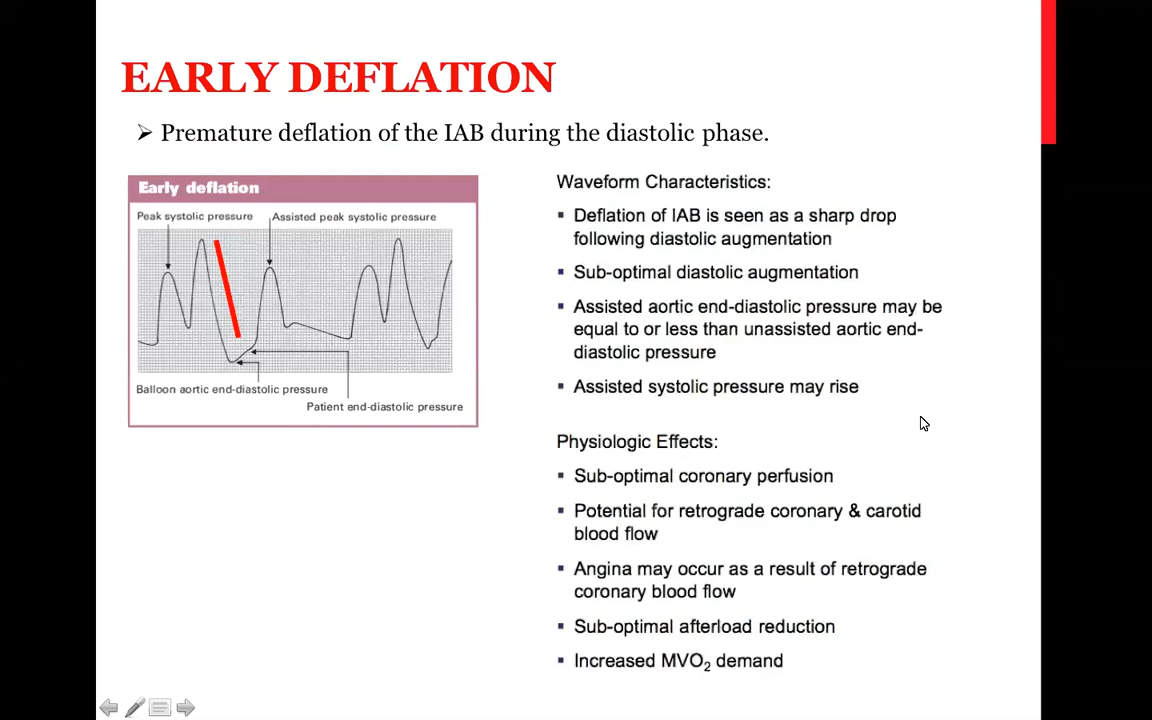 EARLY DEFLATION
➢ Premature deflation of the IAB during the diastolic phase.
Early deflation
Peak systolic pressure
Assisted peak systolic pressure
Balloon aortic end-diastolic pressure
Patient end-diastolic pressure
Waveform Characteristics:
▪ Deflation of IAB is seen as a sharp drop
following diastolic augmentation
▪ Sub-optimal diastolic augmentation
▪ Assisted aortic end-diastolic pressure may be
equal to or less than unassisted aortic end-
diastolic pressure
▪ Assisted systolic pressure may rise
Physiologic Effects:
▪ Sub-optimal coronary perfusion
▪ Potential for retrograde coronary & carotid
blood flow
▪ Angina may occur as a result of retrograde
coronary blood flow
▪ Sub-optimal afterload reduction
▪ Increased MVO₂ demand